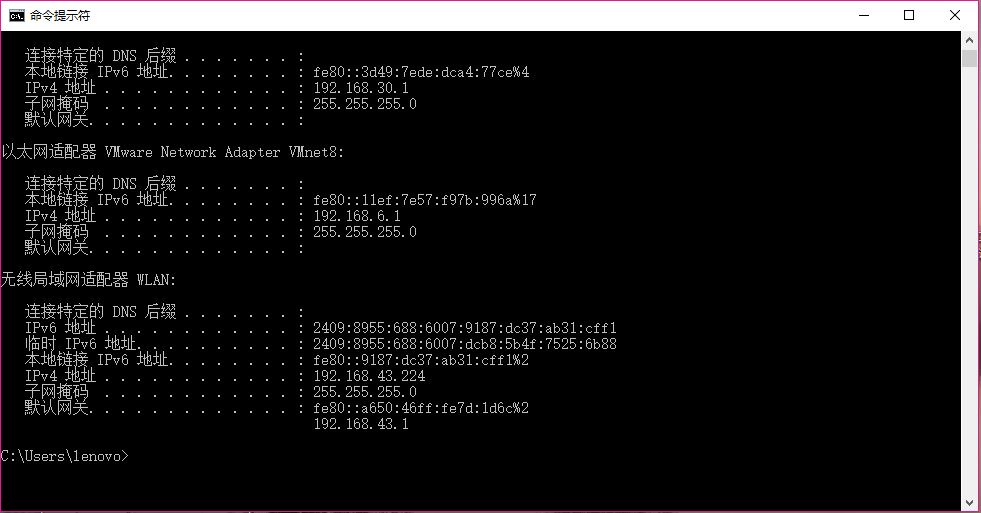 命令提示符
连接特定的 DNS 后缀 . . . . . . . :
本地链接 IPv6 地址. . . . . . . . : fe80::3d49:7ede:dca4:77ce%4
IPv4 地址 . . . . . . . . . . . . : 192.168.30.1
子网掩码  . . . . . . . . . . . . : 255.255.255.0
默认网关. . . . . . . . . . . . . :
以太网适配器 VMware Network Adapter VMnet8:
连接特定的 DNS 后缀 . . . . . . . :
本地链接 IPv6 地址. . . . . . . . : fe80::11ef:7e57:f97b:996a%17
IPv4 地址 . . . . . . . . . . . . : 192.168.6.1
子网掩码  . . . . . . . . . . . . : 255.255.255.0
默认网关. . . . . . . . . . . . . :
无线局域网适配器 WLAN:
连接特定的 DNS 后缀 . . . . . . . :
IPv6 地址 . . . . . . . . . . . . : 2409:8955:688:6007:9187:dc37:ab31:cff1
临时 IPv6 地址. . . . . . . . . . : 2409:8955:688:6007:dcb8:5b4f:7525:6b88
本地链接 IPv6 地址. . . . . . . . : fe80::9187:dc37:ab31:cff1%2
IPv4 地址 . . . . . . . . . . . . : 192.168.43.224
子网掩码  . . . . . . . . . . . . : 255.255.255.0
默认网关. . . . . . . . . . . . . : fe80::a650:46ff:fe7d:1d6c%2
192.168.43.1
C:\Users\lenovo>